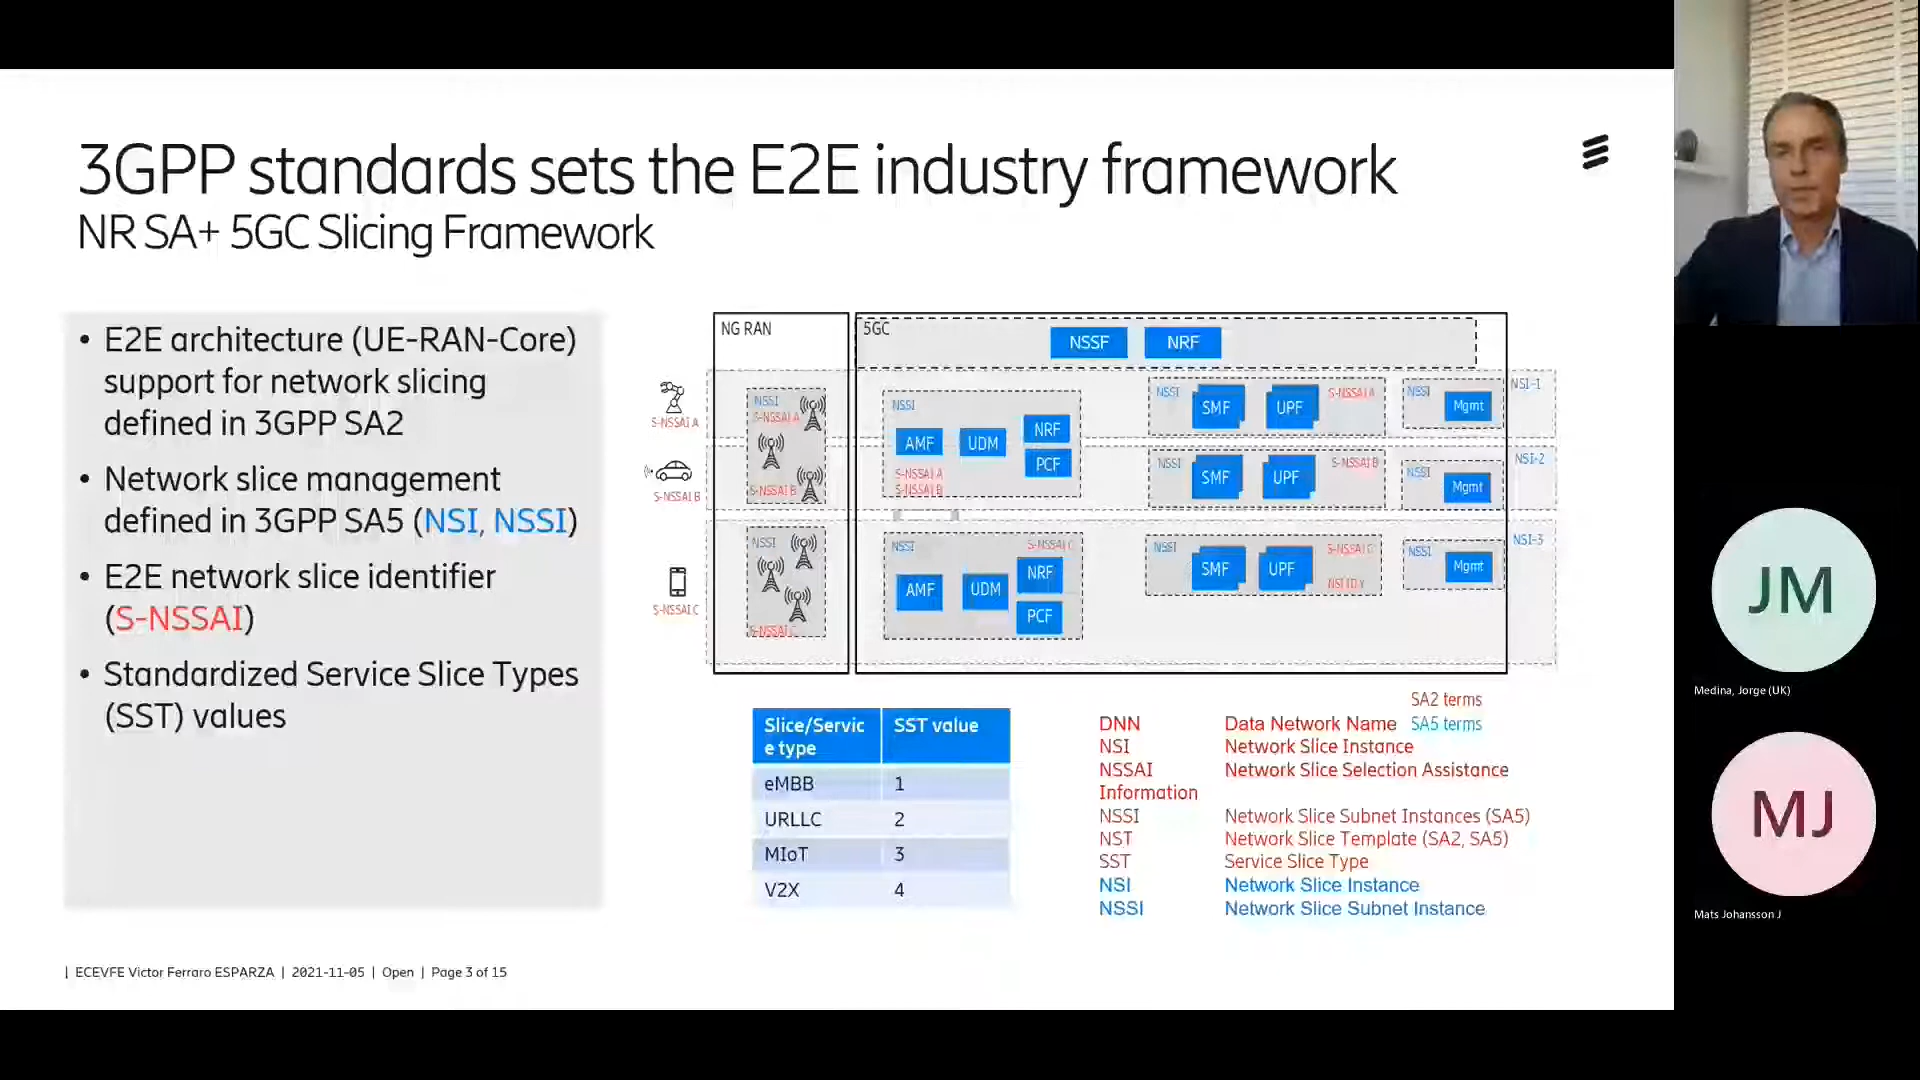 3GPP standards sets the E2E industry framework
NR SA+ 5GC Slicing Framework
• E2E architecture (UE-RAN-Core)
support for network slicing
defined in 3GPP SA2
• Network slice management
defined in 3GPP SA5 (NSI, NSSI)
• E2E network slice identifier
(S-NSSAI)
• Standardized Service Slice Types
(SST) values
NG RAN
5GC
NSSF
NRF
S-NSSAI A
S-NSSAI B
S-NSSAI C
NSSI
S-NSSAI A
S-NSSAI B
NSSI
S-NSSAI C
NSSI
AMF
UDM
NRF
PCF
S-NSSAI A
S-NSSAI B
NSSI
S-NSSAI C
AMF
UDM
NRF
PCF
NSSI
SMF
UPF
S-NSSAI A
NSSI
Mgmt
NSI-1
NSSI
SMF
UPF
S-NSSAI B
NSSI
Mgmt
NSI-2
NSSI
SMF
UPF
S-NSSAI C
NSSI
Mgmt
NSI-3
Slice/Servic
e type
SST value
eMBB 1
URLLC 2
MIoT 3
V2X 4
SA2 terms
SA5 terms
DNN Data Network Name
NSI Network Slice Instance
NSSAI Network Slice Selection Assistance
Information
NSSI Network Slice Subnet Instances (SA5)
NST Network Slice Template (SA2, SA5)
SST Service Slice Type
NSI Network Slice Instance
NSSI Network Slice Subnet Instance
| ECEVFE Victor Ferraro ESPARZA | 2021-11-05 | Open | Page 3 of 15
JM
Medina, Jorge (UK)
MJ
Mats Johansson J